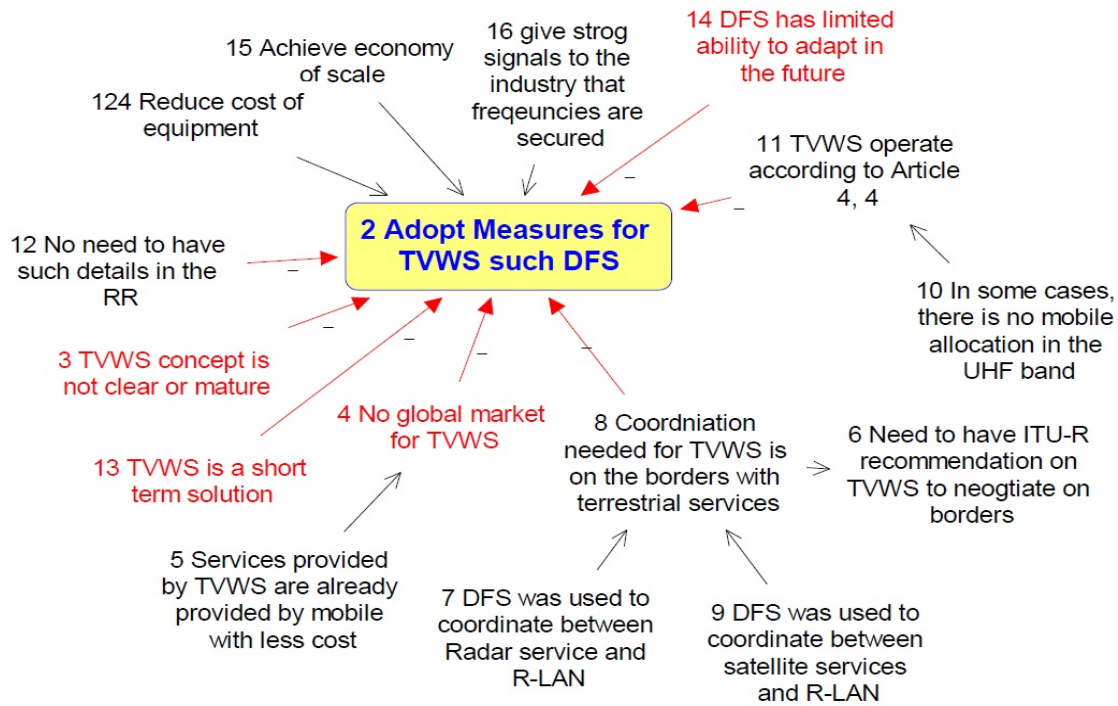 15 Achieve economy
of scale
16 give strog
signals to the
industry that
freqeuncies are
secured
14 DFS has limited
ability to adapt in
the future
124 Reduce cost of
equipment
11 TVWS operate
according to Article
4, 4
2 Adopt Measures for
TVWS such DFS
12 No need to have
such details in the
RR
10 In some cases,
there is no mobile
allocation in the
UHF band
3 TVWS concept is
not clear or mature
4 No global market
for TVWS
8 Coordniation
needed for TVWS is
on the borders with
terrestrial services
6 Need to have ITU-R
recommendation on
TVWS to neogtiate on
borders
13 TVWS is a short
term solution
5 Services provided
by TVWS are already
provided by mobile
with less cost
7 DFS was used to
coordinate between
Radar service and
R-LAN
9 DFS was used to
coordinate between
satellite services
and R-LAN